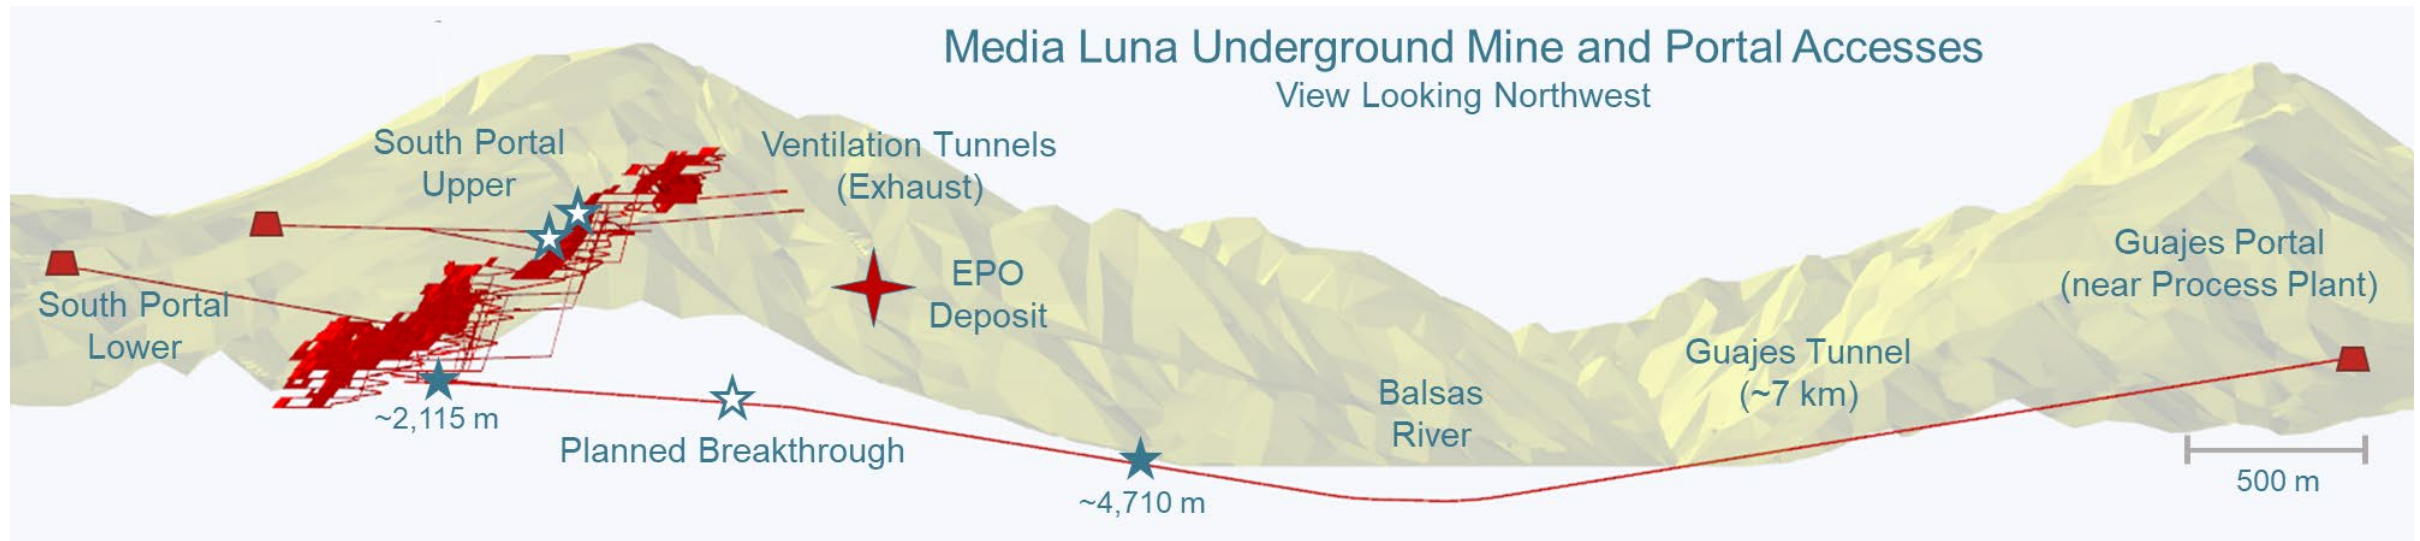 Media Luna Underground Mine and Portal Accesses
View Looking Northwest
South Portal
Upper
Ventilation Tunnels
(Exhaust)
South Portal
Lower
EPO
Deposit
Guajes Portal
(near Process Plant)
Guajes Tunnel
(~7 km)
Balsas
River
~2,115 m
Planned Breakthrough
~4,710 m
500 m